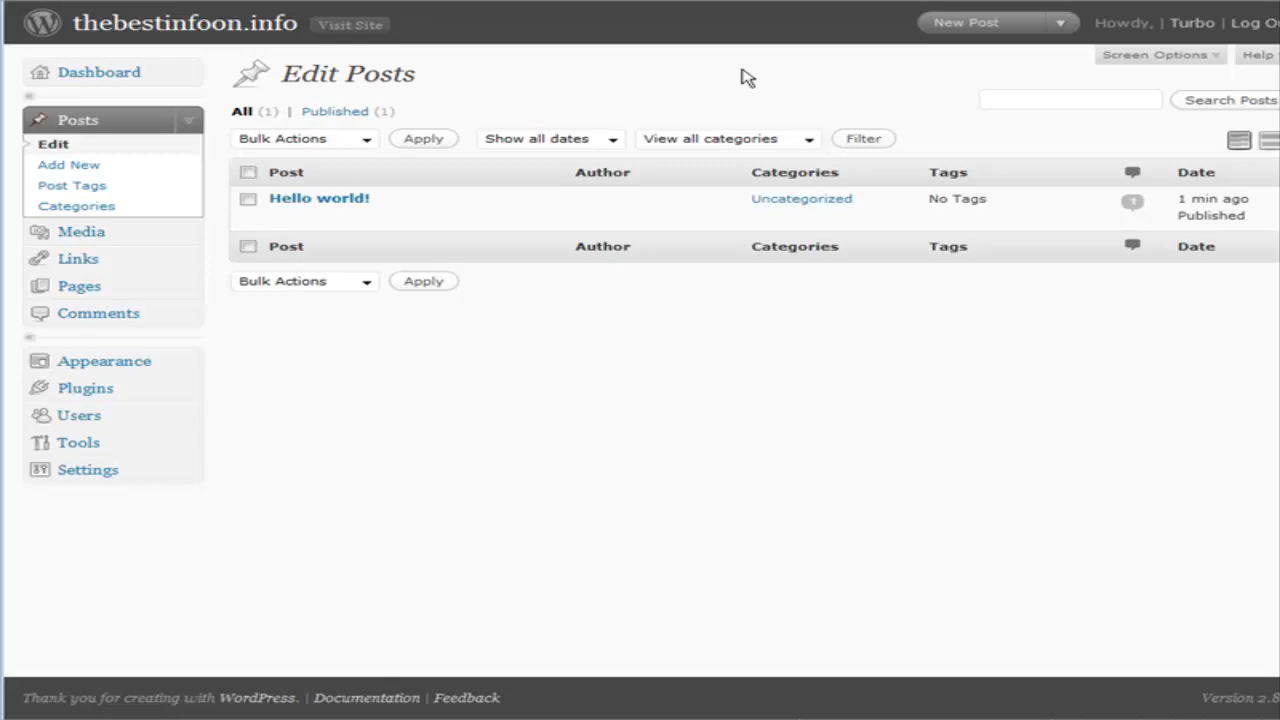 thebestinfoon.info Visit Site New Post Howdy, | Turbo | Log O
Screen Options Help
Dashboard
Edit Posts
Search Posts
All (1) | Published (1)
Posts
Bulk Actions Apply Show all dates View all categories Filter
Edit
Add New
Post Tags
Categories
Post Author Categories Tags Date
Hello world! Uncategorized No Tags 1 1 min ago
Published
Post Author Categories Tags Date
Bulk Actions Apply
Media
Links
Pages
Comments
Appearance
Plugins
Users
Tools
Settings
Thank you for creating with WordPress. | Documentation | Feedback Version 2.8